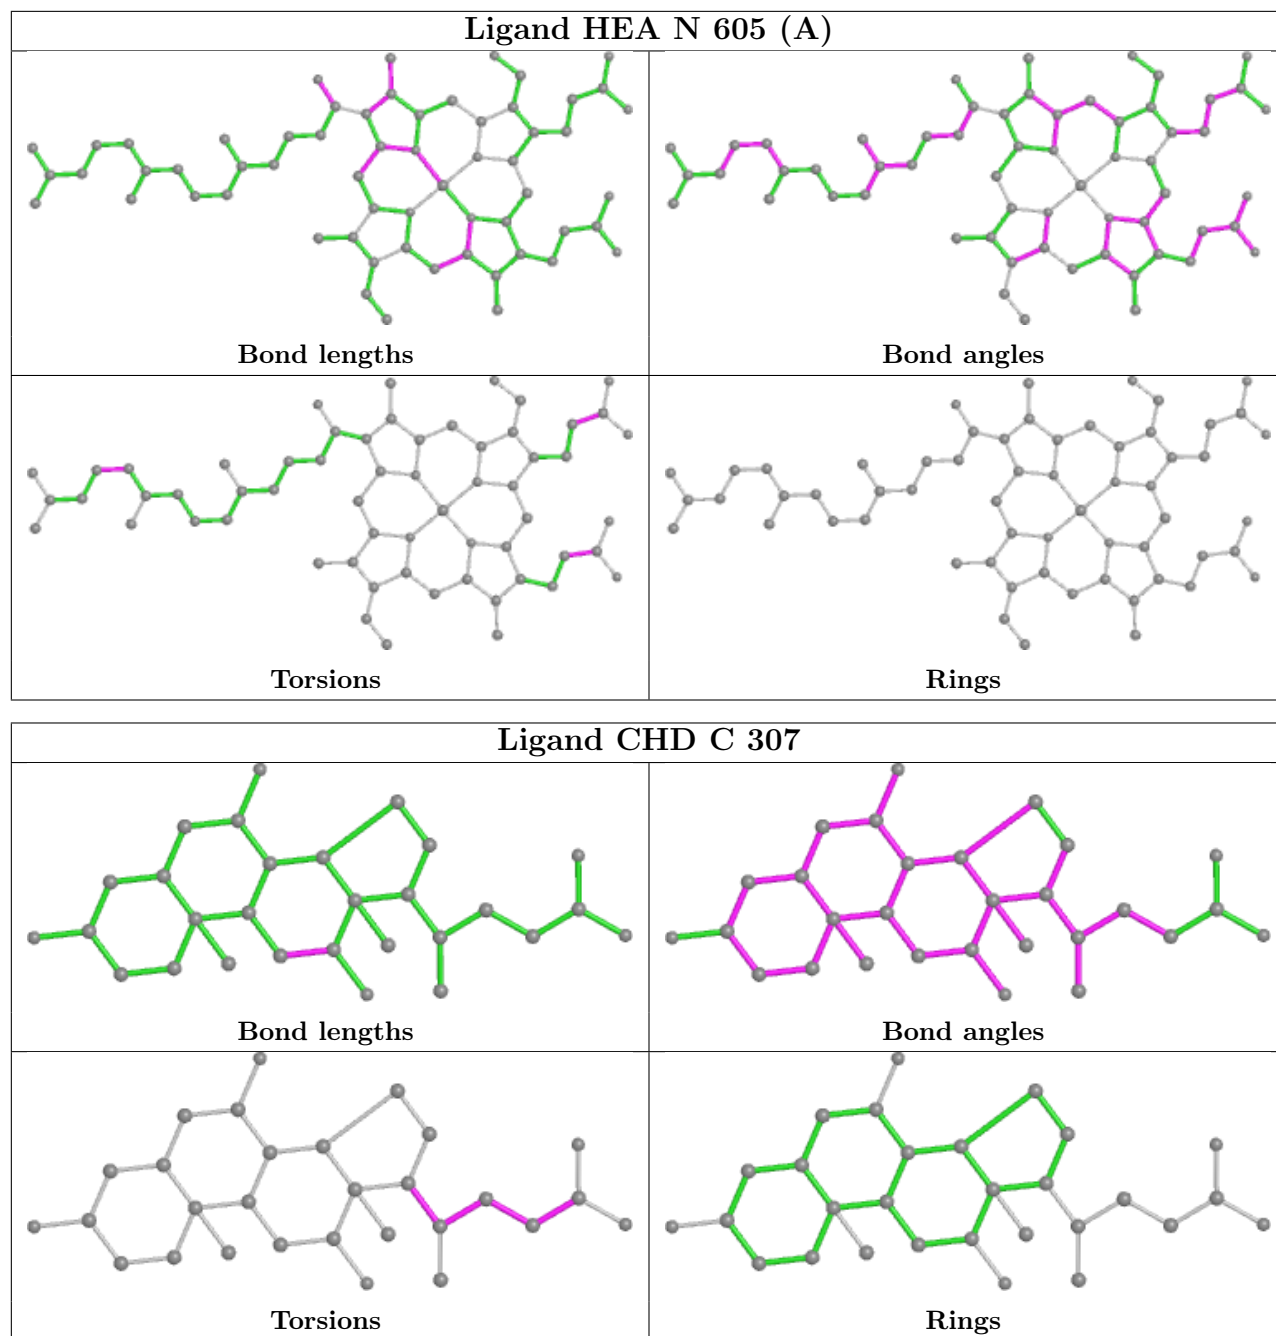 Ligand HEA N 605 (A)
Bond lengths
Bond angles
Torsions
Rings
Ligand CHD C 307
Bond lengths
Bond angles
Torsions
Rings